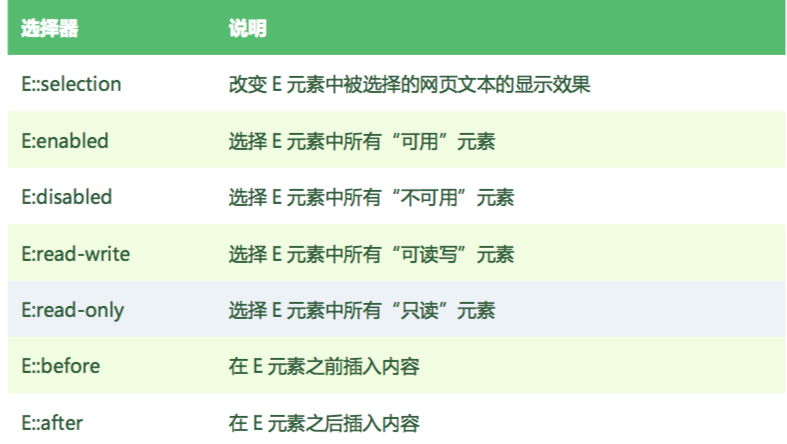 选择器 说明
E::selection 改变 E 元素中被选择的网页文本的显示效果
E:enabled 选择 E 元素中所有“可用”元素
E:disabled 选择 E 元素中所有“不可用”元素
E:read-write 选择 E 元素中所有“可读写”元素
E:read-only 选择 E 元素中所有“只读”元素
E::before 在 E 元素之前插入内容
E::after 在 E 元素之后插入内容